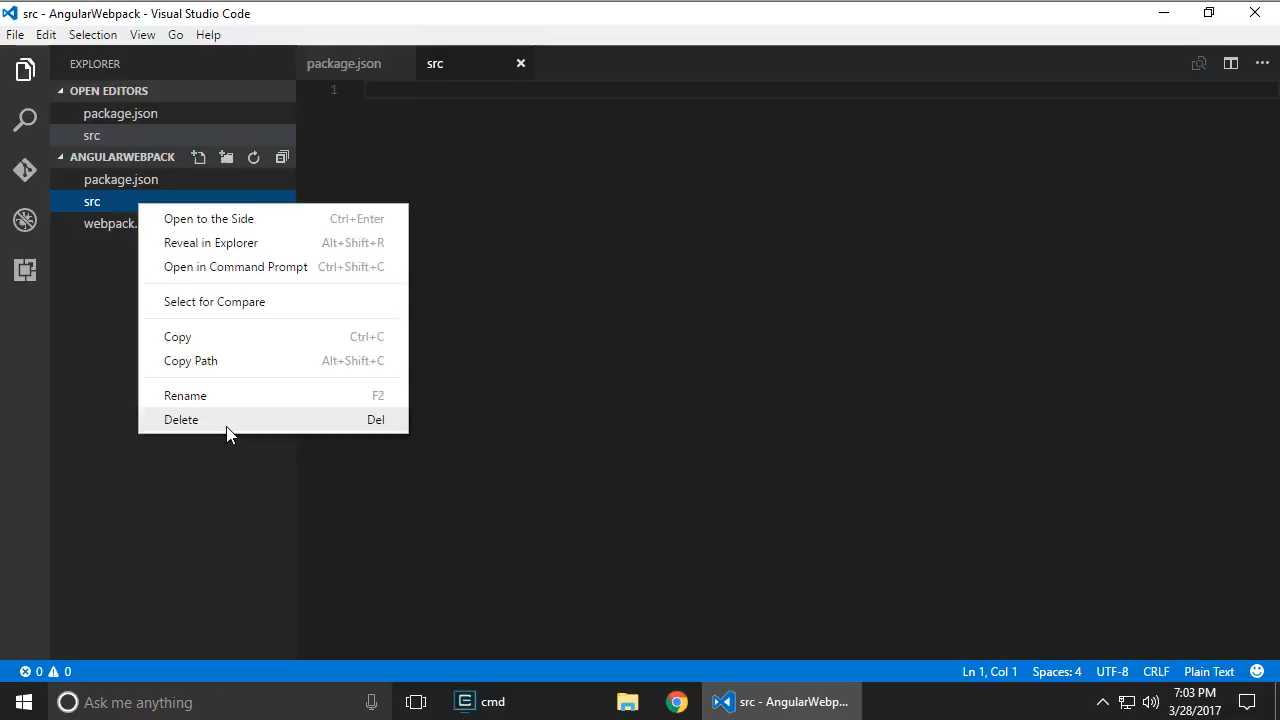 src - AngularWebpack - Visual Studio Code
File Edit Selection View Go Help
EXPLORER
package.json
src
OPEN EDITORS
package.json
src
ANGULARWEBPACK
package.json
src
webpack.
Open to the Side Ctrl+Enter
Reveal in Explorer Alt+Shift+R
Open in Command Prompt Ctrl+Shift+C
Select for Compare
Copy Ctrl+C
Copy Path Alt+Shift+C
Rename F2
Delete Del
1
0 0
Ln 1, Col 1 Spaces: 4 UTF-8 CRLF Plain Text
Ask me anything
cmd
src - AngularWebp...
7:03 PM
3/28/2017